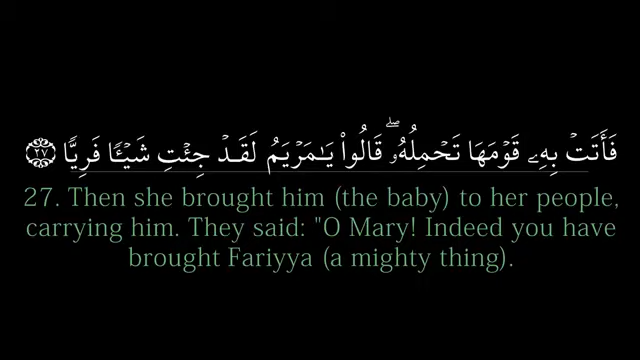 فَأَتَتۡ بِهِۦ قَوۡمَهَا تَحۡمِلُهُۥۖ قَالُواْ يَٰمَرۡيَمُ لَقَدۡ جِئۡتِ شَيۡـٔٗا فَرِيّٗا ٢٧
27. Then she brought him (the baby) to her people,
carrying him. They said: "O Mary! Indeed you have
brought Fariyya (a mighty thing).